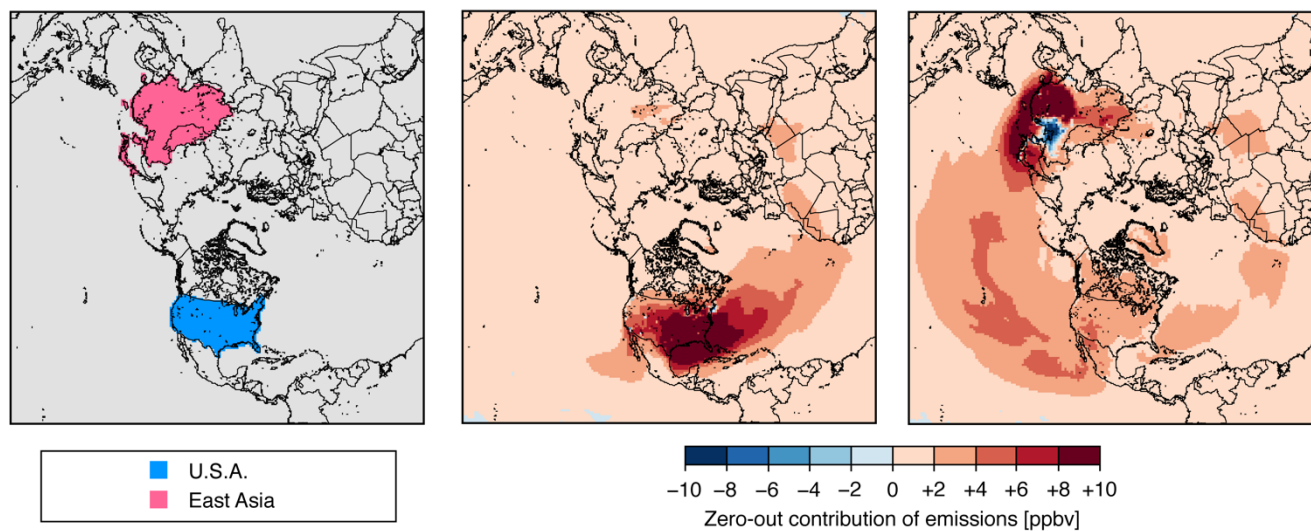 U.S.A.
East Asia
−10 −8 −6 −4 −2 0 +2 +4 +6 +8 +10
Zero-out contribution of emissions [ppbv]